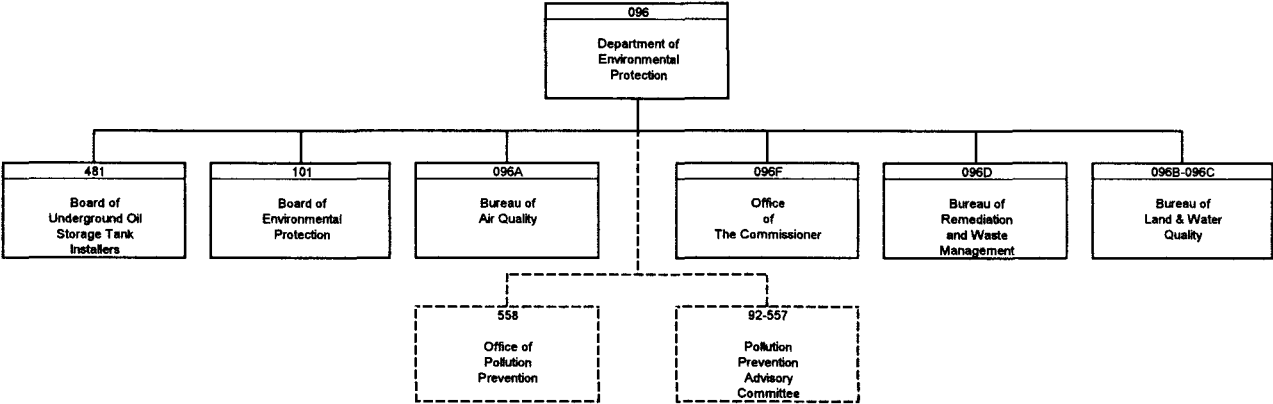 096
Department of
Environmental
Protection
481
Board of
Underground Oil
Storage Tank
Installers
101
Board of
Environmental
Protection
096A
Bureau of
Air Quality
096F
Office
of
The Commissioner
096D
Bureau of
Remediation
and Waste
Management
096B-096C
Bureau of
Land & Water
Quality
558
Office of
Pollution
Prevention
92-557
Pollution
Prevention
Advisory
Committee